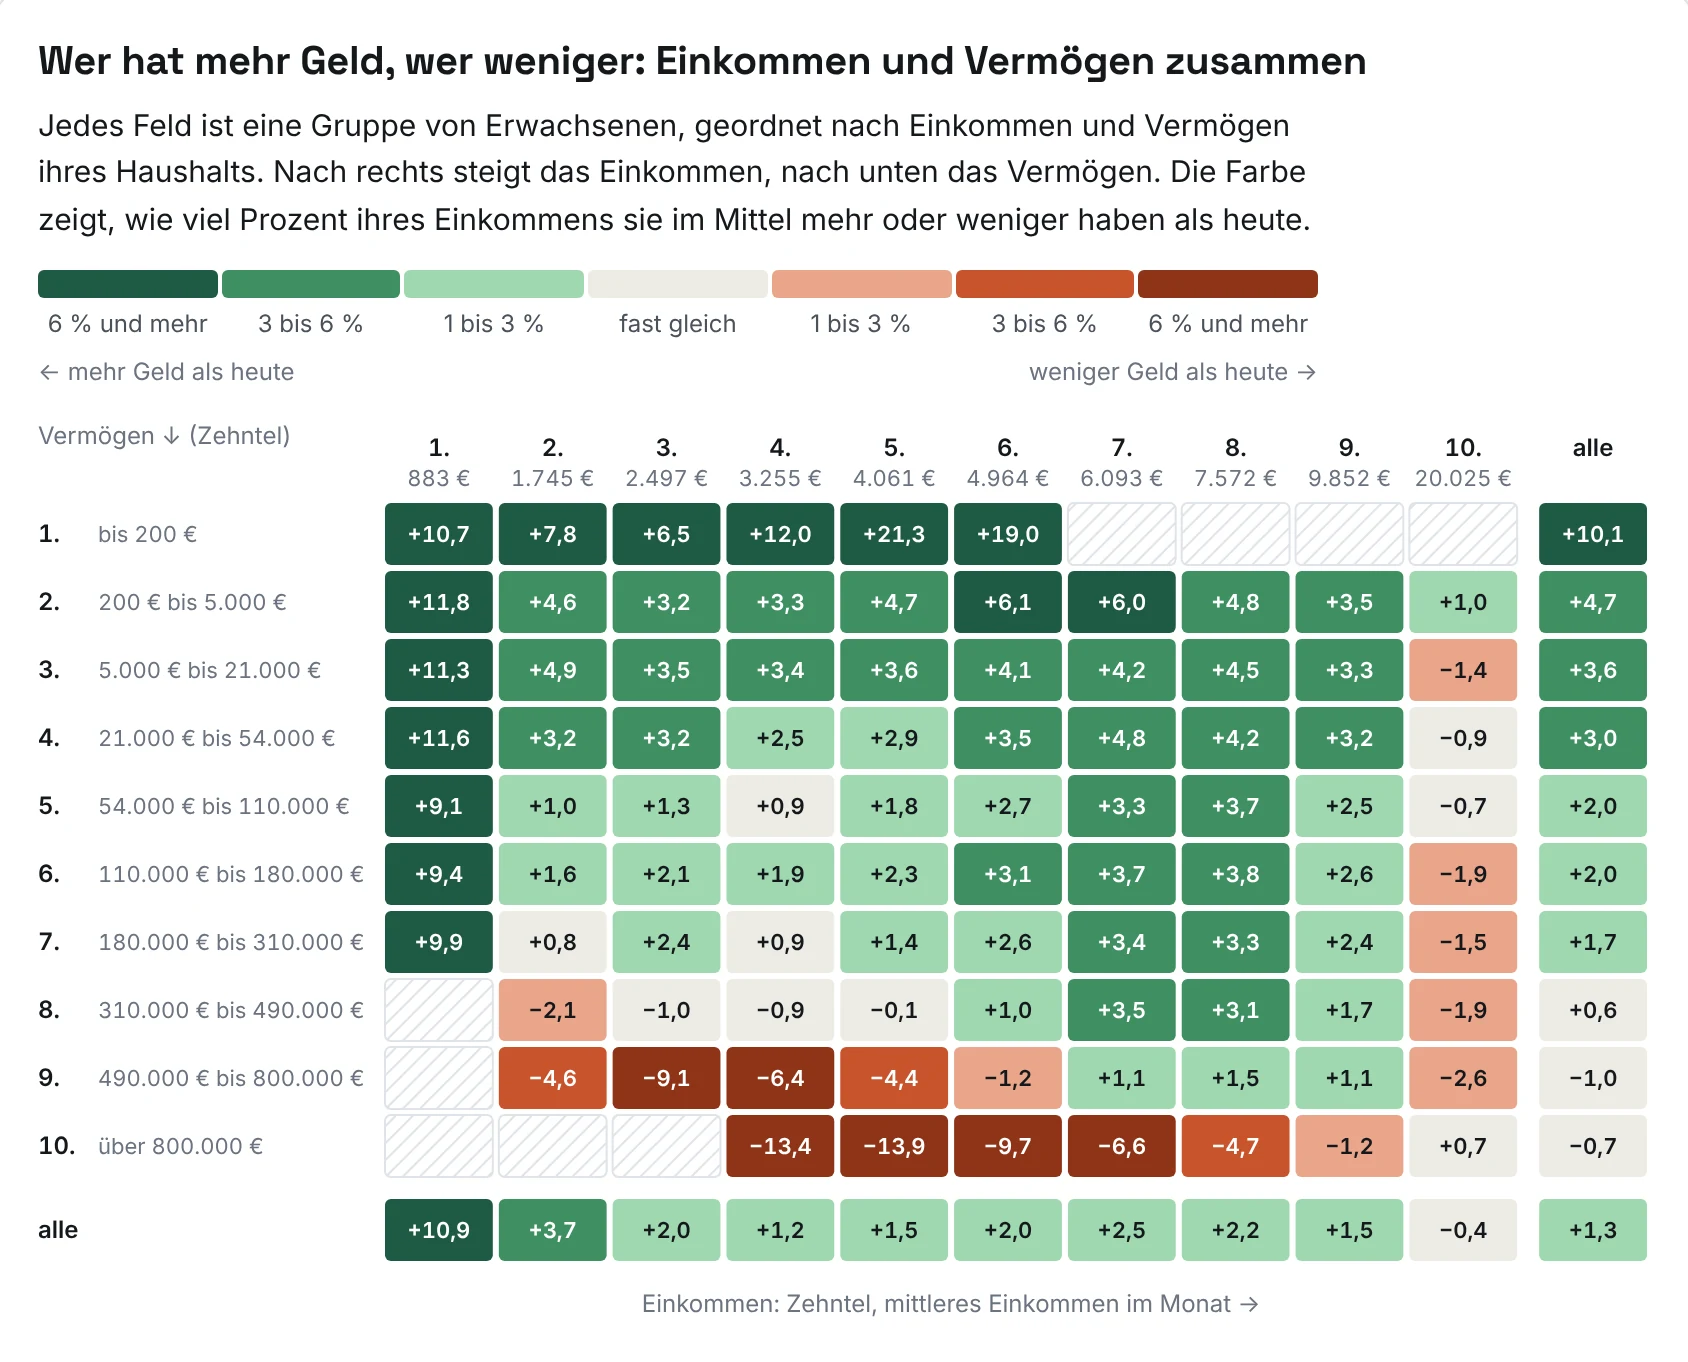 Wer hat mehr Geld, wer weniger: Einkommen und Vermögen zusammen
Jedes Feld ist eine Gruppe von Erwachsenen, geordnet nach Einkommen und Vermögen
ihres Haushalts. Nach rechts steigt das Einkommen, nach unten das Vermögen. Die Farbe
zeigt, wie viel Prozent ihres Einkommens sie im Mittel mehr oder weniger haben als heute.
6 % und mehr 3 bis 6 % 1 bis 3 % fast gleich 1 bis 3 % 3 bis 6 % 6 % und mehr
← mehr Geld als heute weniger Geld als heute →
Vermögen ↓ (Zehntel)
1. 2. 3. 4. 5. 6. 7. 8. 9. 10. alle
883 € 1.745 € 2.497 € 3.255 € 4.061 € 4.964 € 6.093 € 7.572 € 9.852 € 20.025 €
1. bis 200 € +10,7 +7,8 +6,5 +12,0 +21,3 +19,0 +10,1
2. 200 € bis 5.000 € +11,8 +4,6 +3,2 +3,3 +4,7 +6,1 +6,0 +4,8 +3,5 +1,0 +4,7
3. 5.000 € bis 21.000 € +11,3 +4,9 +3,5 +3,4 +3,6 +4,1 +4,2 +4,5 +3,3 −1,4 +3,6
4. 21.000 € bis 54.000 € +11,6 +3,2 +3,2 +2,5 +2,9 +3,5 +4,8 +4,2 +3,2 −0,9 +3,0
5. 54.000 € bis 110.000 € +9,1 +1,0 +1,3 +0,9 +1,8 +2,7 +3,3 +3,7 +2,5 −0,7 +2,0
6. 110.000 € bis 180.000 € +9,4 +1,6 +2,1 +1,9 +2,3 +3,1 +3,7 +3,8 +2,6 −1,9 +2,0
7. 180.000 € bis 310.000 € +9,9 +0,8 +2,4 +0,9 +1,4 +2,6 +3,4 +3,3 +2,4 −1,5 +1,7
8. 310.000 € bis 490.000 € −2,1 −1,0 −0,9 −0,1 +1,0 +3,5 +3,1 +1,7 −1,9 +0,6
9. 490.000 € bis 800.000 € −4,6 −9,1 −6,4 −4,4 −1,2 +1,1 +1,5 +1,1 −2,6 −1,0
10. über 800.000 € −13,4 −13,9 −9,7 −6,6 −4,7 −1,2 +0,7 −0,7
alle +10,9 +3,7 +2,0 +1,2 +1,5 +2,0 +2,5 +2,2 +1,5 −0,4 +1,3
Einkommen: Zehntel, mittleres Einkommen im Monat →